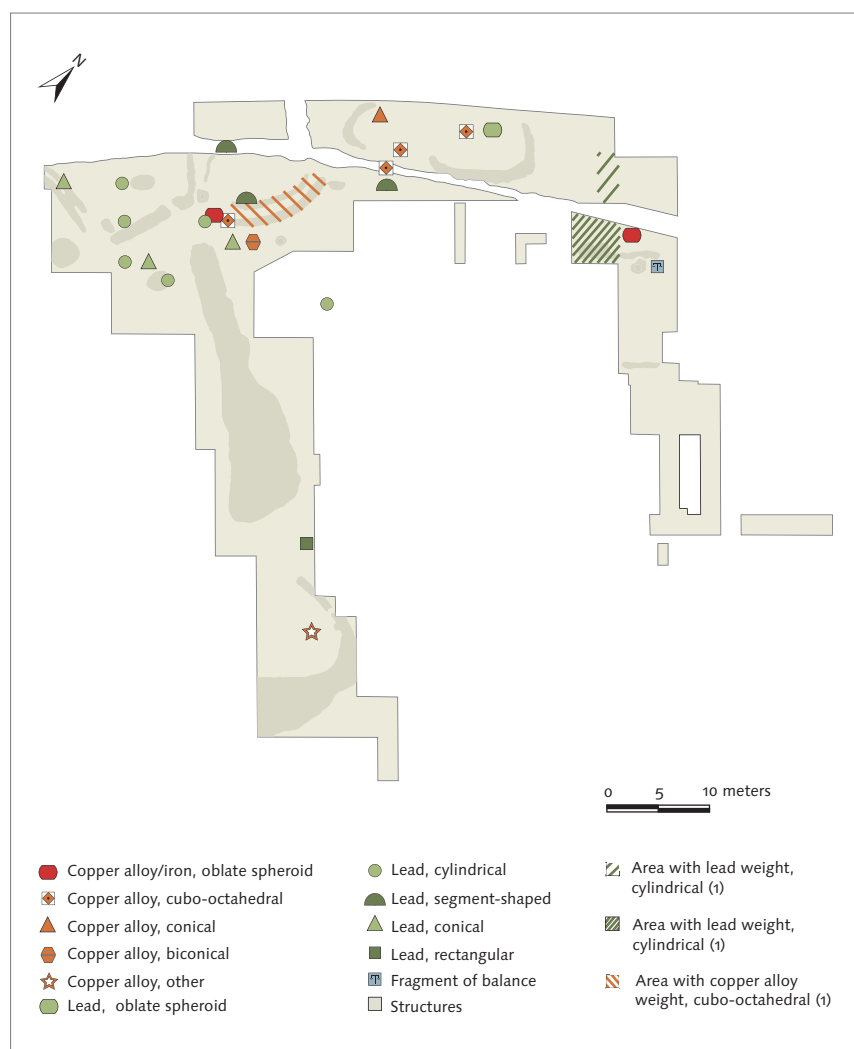 N
0 5 10 meters
Copper alloy/iron, oblate spheroid
Copper alloy, cubo-octahedral
Copper alloy, conical
Copper alloy, biconical
Copper alloy, other
Lead, oblate spheroid
Lead, cylindrical
Lead, segment-shaped
Lead, conical
Lead, rectangular
Fragment of balance
Structures
Area with lead weight,
cylindrical (1)
Area with lead weight,
cylindrical (1)
Area with copper alloy
weight, cubo-octahedral (1)